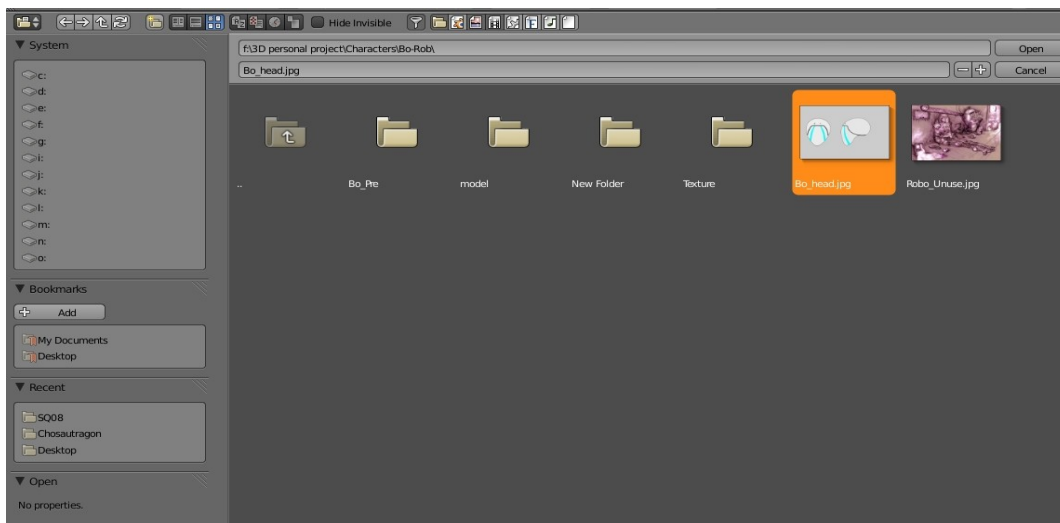 Hide Invisible
System
c:
d:
e:
f:
g:
i:
j:
k:
l:
m:
n:
o:
Bookmarks
Add
My Documents
Desktop
Recent
SQ08
Chosautragon
Desktop
Open
No properties.
f:\3D personal project\Characters\Bo-Rob\
Open
Bo_head.jpg
Cancel
..
Bo_Pre
model
New Folder
Texture
Bo_head.jpg
Robo_Unuse.jpg